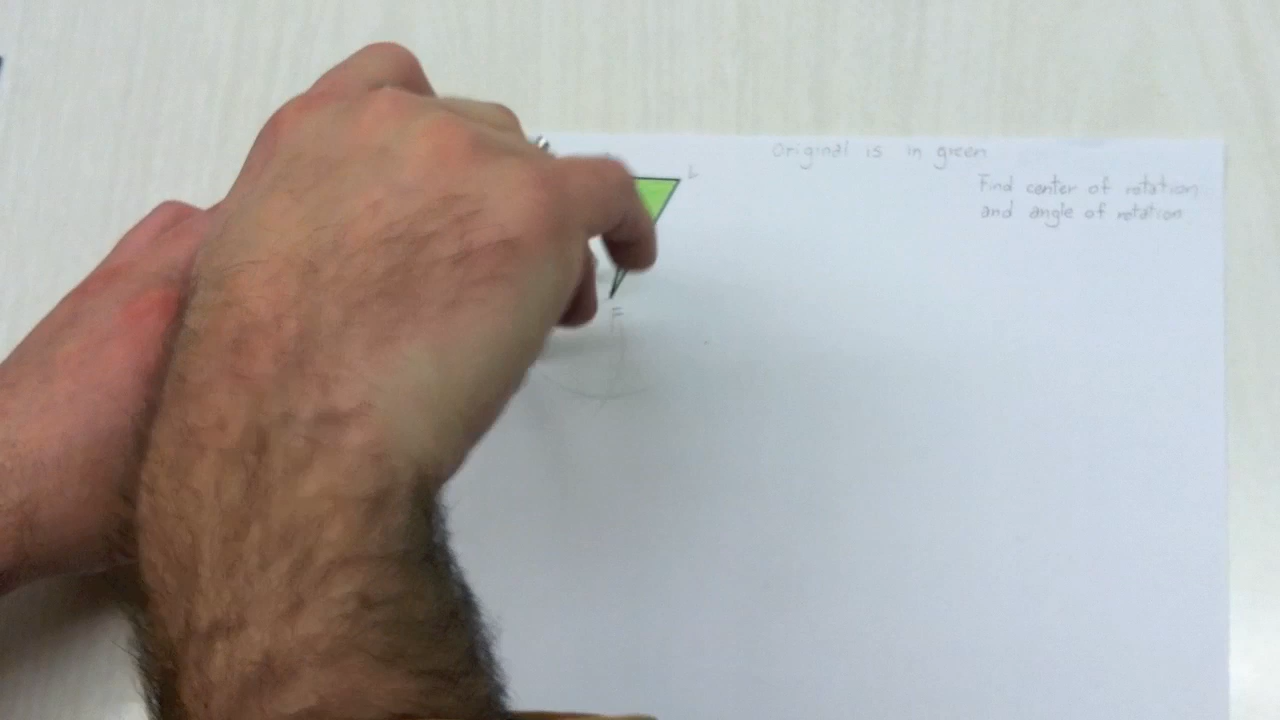 Original is in green
Find center of rotation
and angle of rotation
L
F